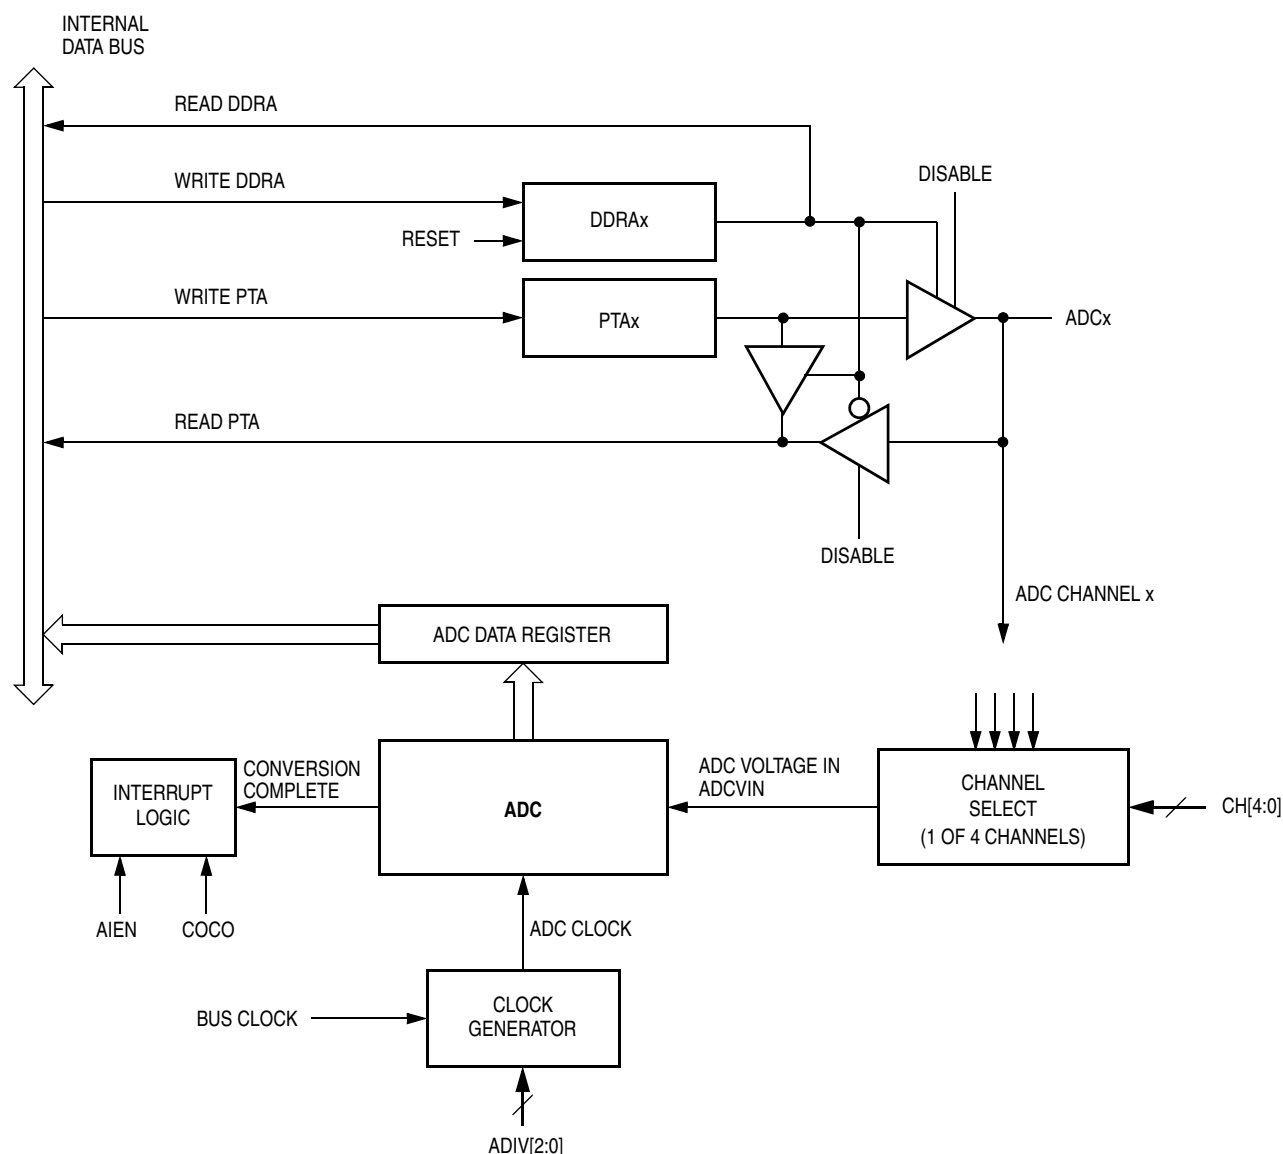 INTERNAL
DATA BUS
READ DDRA
WRITE DDRA
DISABLE
DDRAx
RESET
WRITE PTA
PTAx
ADCx
READ PTA
DISABLE
ADC CHANNEL x
ADC DATA REGISTER
INTERRUPT
LOGIC
CONVERSION
COMPLETE
ADC
ADC VOLTAGE IN
ADCVIN
CHANNEL
SELECT
(1 OF 4 CHANNELS)
CH[4:0]
AIEN
COCO
ADC CLOCK
BUS CLOCK
CLOCK
GENERATOR
ADIV[2:0]